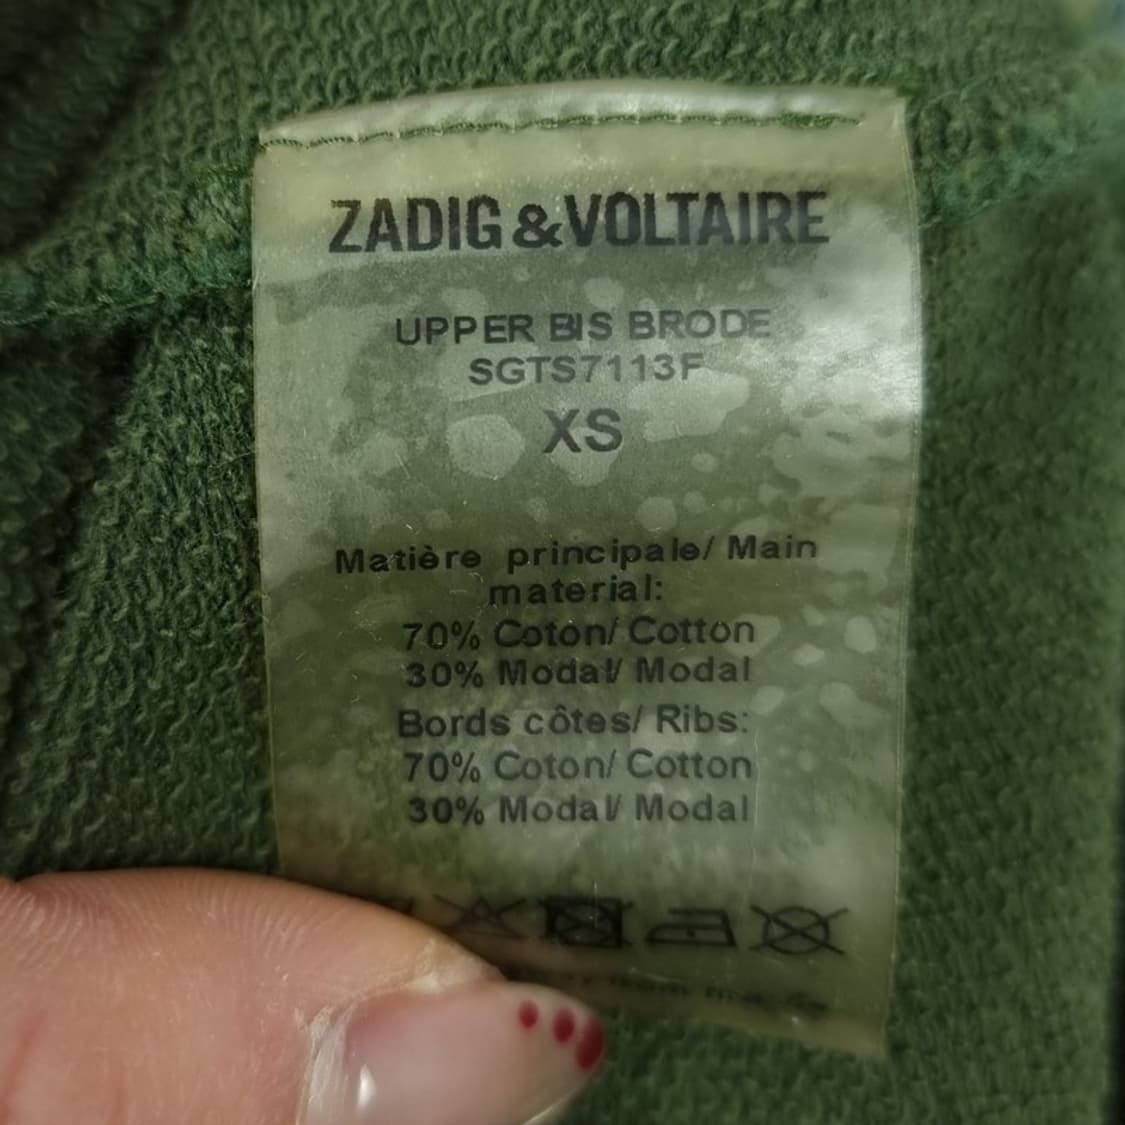 ZADIG & VOLTAIRE
UPPER BIS BRODE
SGTS7113F
XS
Matière principale/ Main
material:
70% Coton/ Cotton
30% Modal/ Modal
Bords côtes/ Ribs:
70% Coton/ Cotton
30% Modal/ Modal